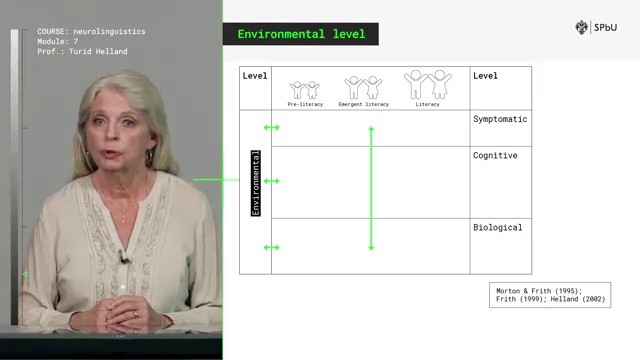 COURSE: neurolinguistics
Module: 7
Prof.: Turid Helland
Environmental level
SPbU
Level
Level
Pre-literacy
Emergent literacy
Literacy
Symptomatic
Environmental
Cognitive
Biological
Morton & Frith (1995);
Frith (1999); Helland (2002)